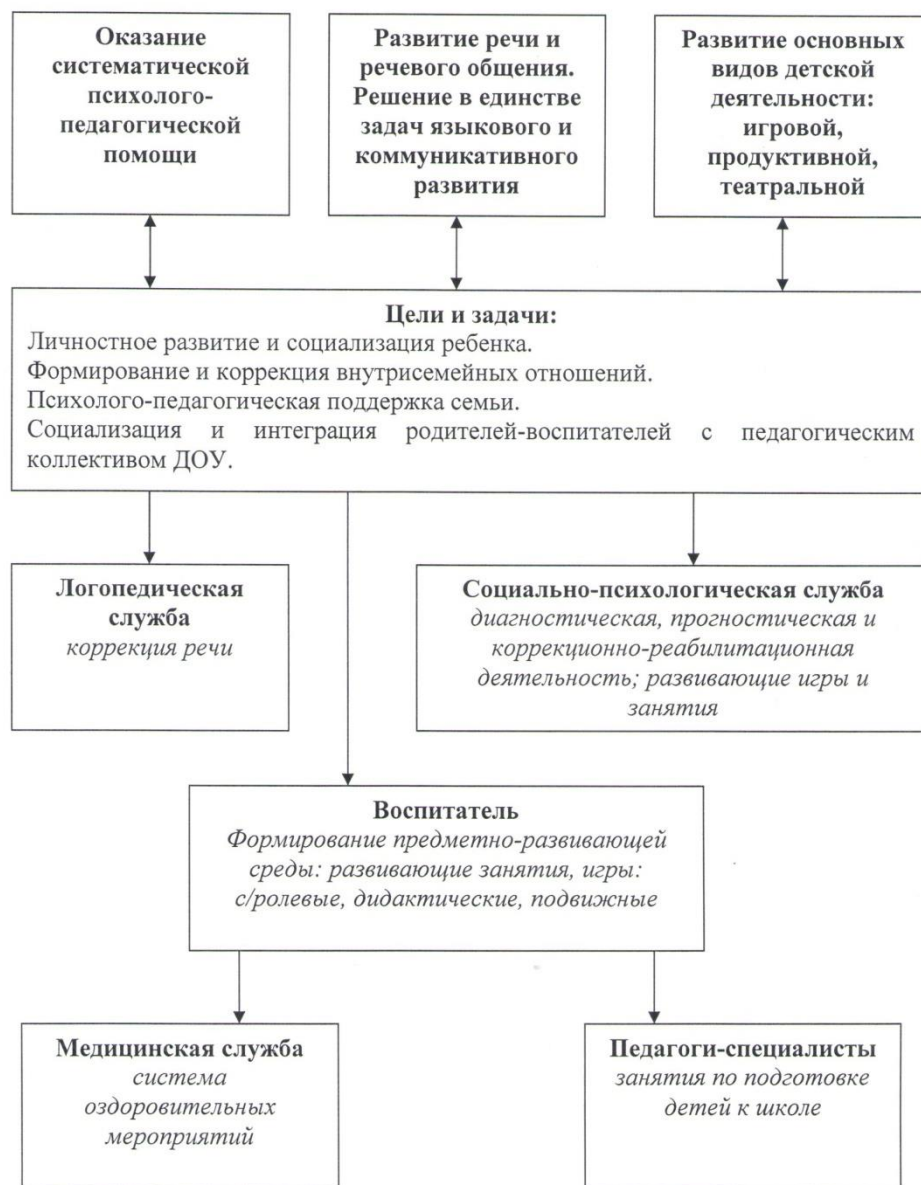 Оказание
систематической
психолого-
педагогической
помощи
Развитие речи и
речевого общения.
Решение в единстве
задач языкового и
коммуникативного
развития
Развитие основных
видов детской
деятельности:
игровой,
продуктивной,
театральной
Цели и задачи:
Личностное развитие и социализация ребенка.
Формирование и коррекция внутрисемейных отношений.
Психолого-педагогическая поддержка семьи.
Социализация и интеграция родителей-воспитателей с педагогическим
коллективом ДОУ.
Логопедическая
служба
коррекция речи
Социально-психологическая служба
диагностическая, прогностическая и
коррекционно-реабилитационная
деятельность; развивающие игры и
занятия
Воспитатель
Формирование предметно-развивающей
среды: развивающие занятия, игры:
с/ролевые, дидактические, подвижные
Медицинская служба
система
оздоровительных
мероприятий
Педагоги-специалисты
занятия по подготовке
детей к школе